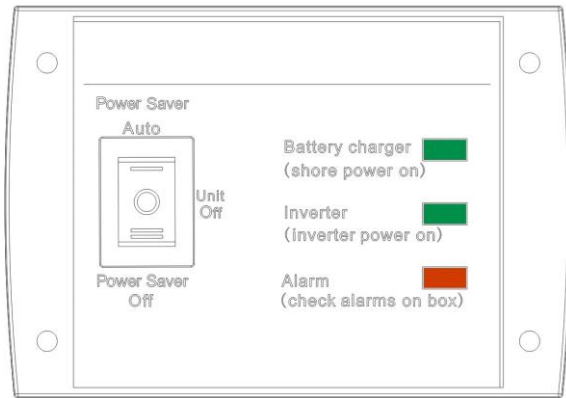 Power Saver
Auto
Unit
Off
Power Saver
Off
Battery charger
(shore power on)
Inverter
(inverter power on)
Alarm
(check alarms on box)